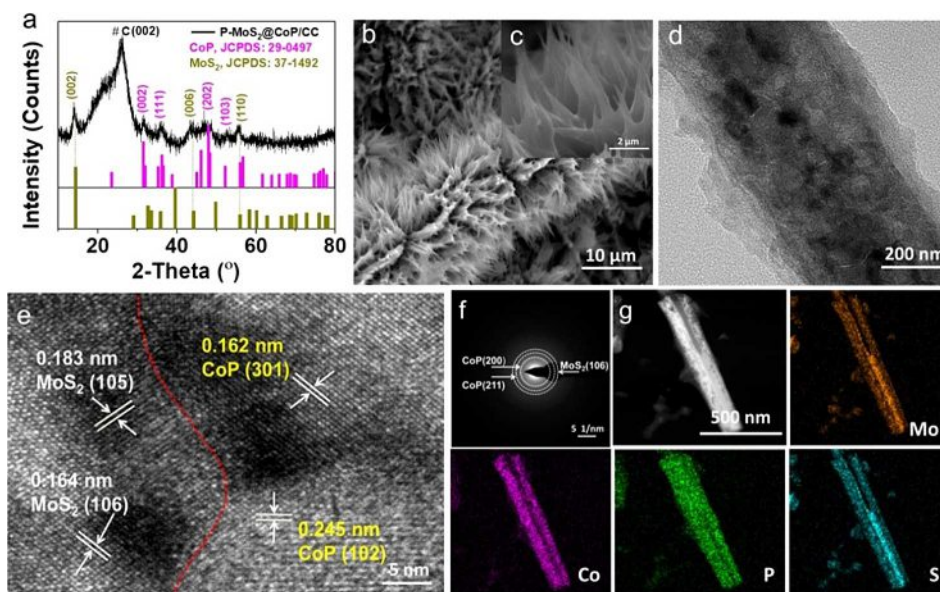 a
Intensity (Counts)
# C (002)
P-MoS2@CoP/CC
CoP, JCPDS: 29-0497
MoS2, JCPDS: 37-1492
(002)
(002)
(111)
(006)
(202)
(103)
(110)
10 20 40 60 80
2-Theta (º)
b
10 µm
c
2 µm
d
200 nm
e
0.183 nm
MoS2 (105)
0.162 nm
CoP (301)
0.164 nm
MoS2 (106)
0.245 nm
CoP (102)
5 nm
f
CoP(200)
CoP(211)
MoS2(106)
5 1/nm
g
500 nm
Mo
Co
P
S